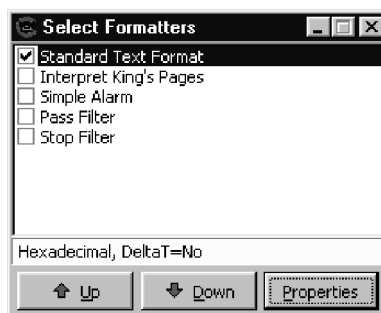 Select Formatters
Standard Text Format
Interpret King's Pages
Simple Alarm
Pass Filter
Stop Filter
Hexadecimal, DeltaT=No
Up Down Properties